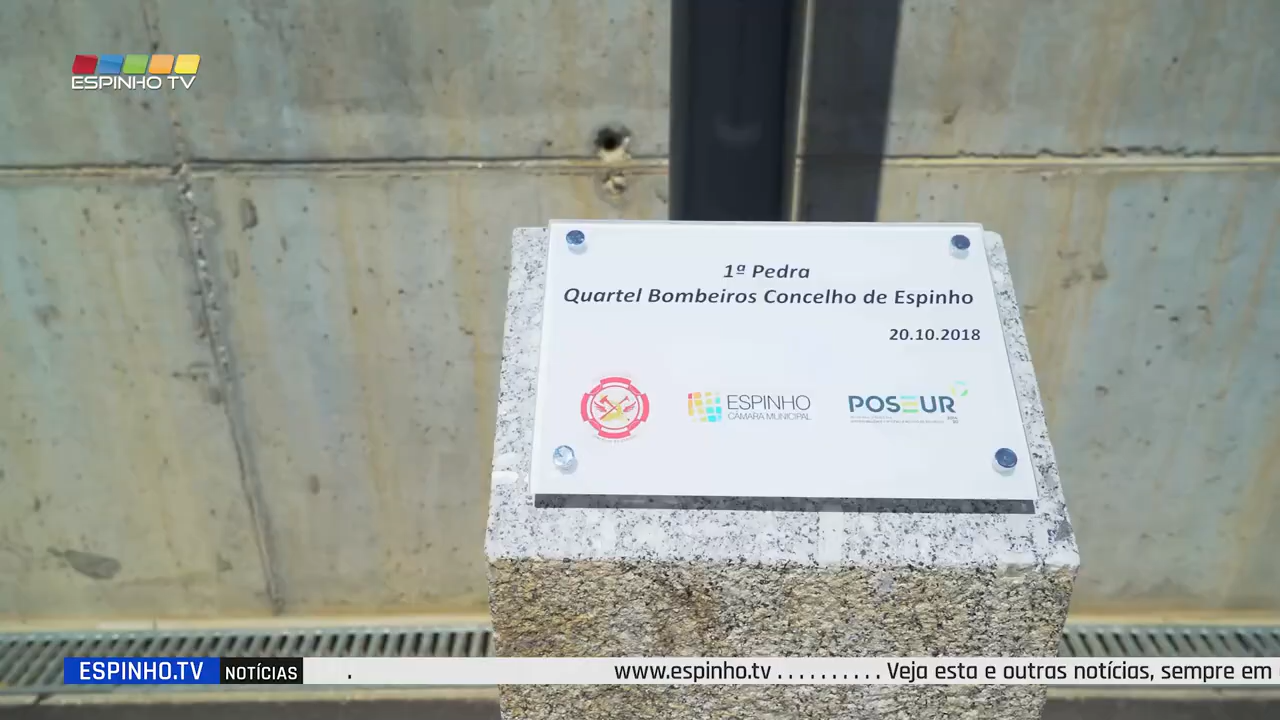 ESPINHO TV
1ª Pedra
Quartel Bombeiros Concelho de Espinho
20.10.2018
ESPINHO
CÂMARA MUNICIPAL
POSEUR
ESPINHO.TV NOTÍCIAS . www.espinho.tv . . . . . . . . . . Veja esta e outras notícias, sempre em